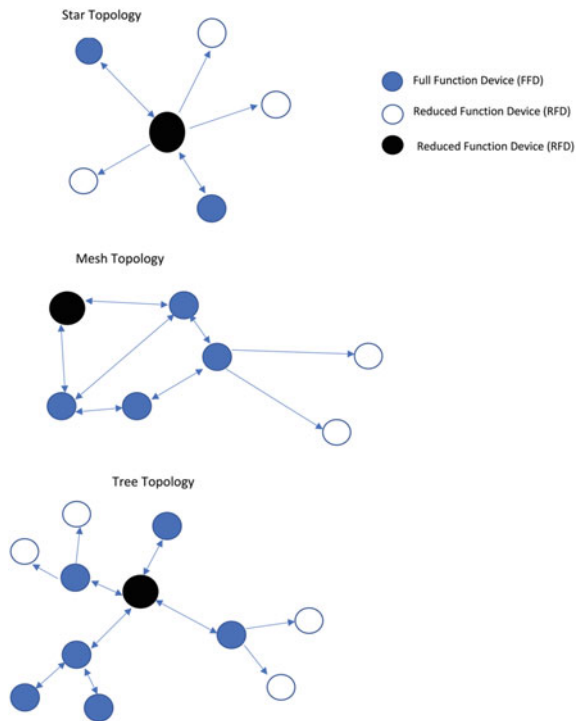 Star Topology
Full Function Device (FFD)
Reduced Function Device (RFD)
Reduced Function Device (RFD)
Mesh Topology
Tree Topology